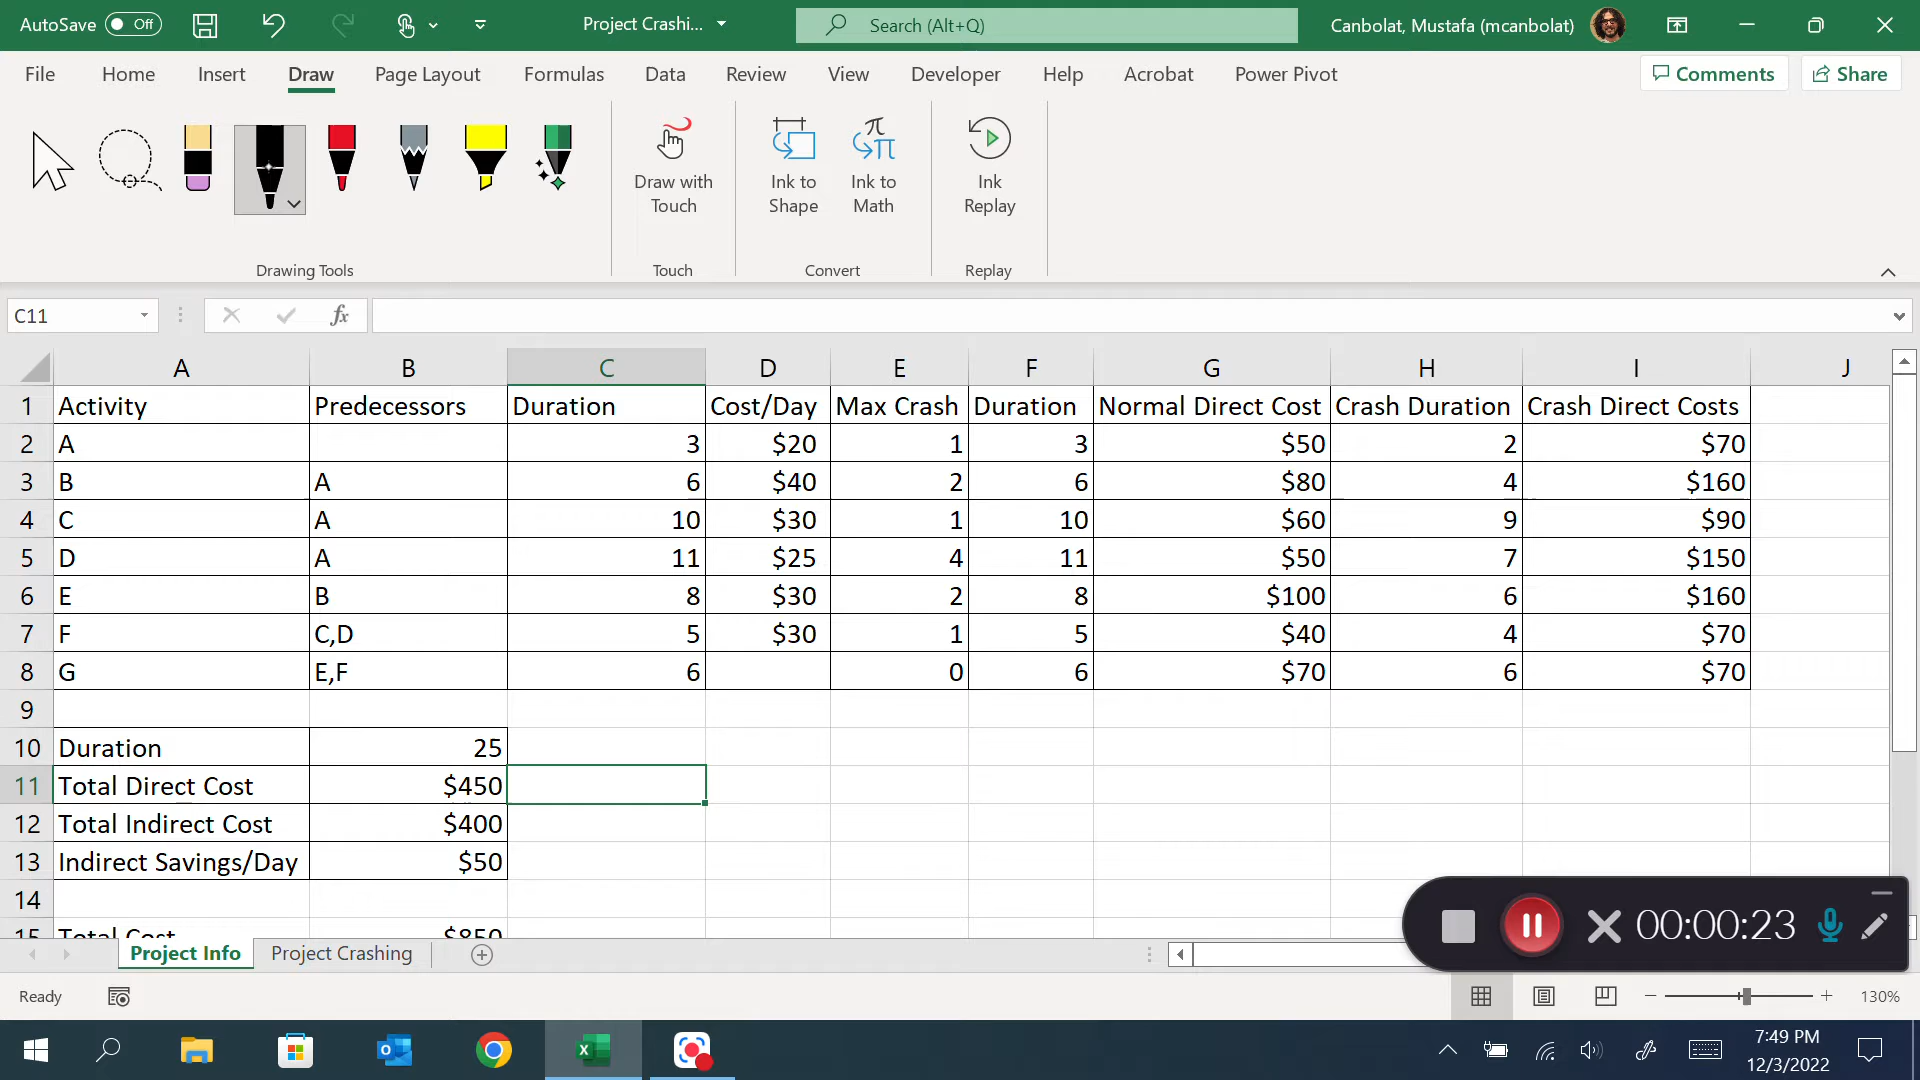 AutoSave Off Project Crashi... Search (Alt+Q) Canbolat, Mustafa (mcanbolat)
File Home Insert Draw Page Layout Formulas Data Review View Developer Help Acrobat Power Pivot Comments Share
Draw with Touch
Ink to Shape
Ink to Math
Ink Replay
Drawing Tools Touch Convert Replay
C11 fx
A B C D E F G H I J
1 Activity Predecessors Duration Cost/Day Max Crash Duration Normal Direct Cost Crash Duration Crash Direct Costs
2 A 3 $20 1 3 $50 2 $70
3 B A 6 $40 2 6 $80 4 $160
4 C A 10 $30 1 10 $60 9 $90
5 D A 11 $25 4 11 $50 7 $150
6 E B 8 $30 2 8 $100 6 $160
7 F C,D 5 $30 1 5 $40 4 $70
8 G E,F 6 0 6 $70 6 $70
9
10 Duration 25
11 Total Direct Cost $450
12 Total Indirect Cost $400
13 Indirect Savings/Day $50
14
15 Total Cost $850
00:00:23
Project Info Project Crashing
Ready 130%
7:49 PM
12/3/2022